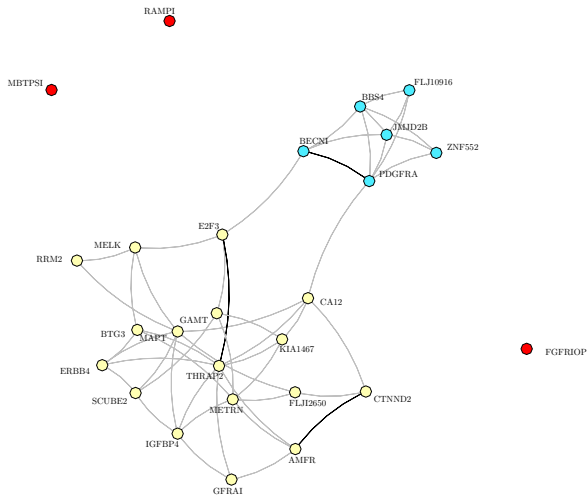 RAMPI
MBTPSI
FLJ10916
BBS4
JMJD2B
BECNI
ZNF552
PDGFRA
E2F3
MELK
RRM2
CA12
GAMT
BTG3
MAPT
KIA1467
FGFRIOP
ERBB4
THRAP2
SCUBE2
METRN
FLJI2650
CTNND2
IGFBP4
AMFR
GFRAI